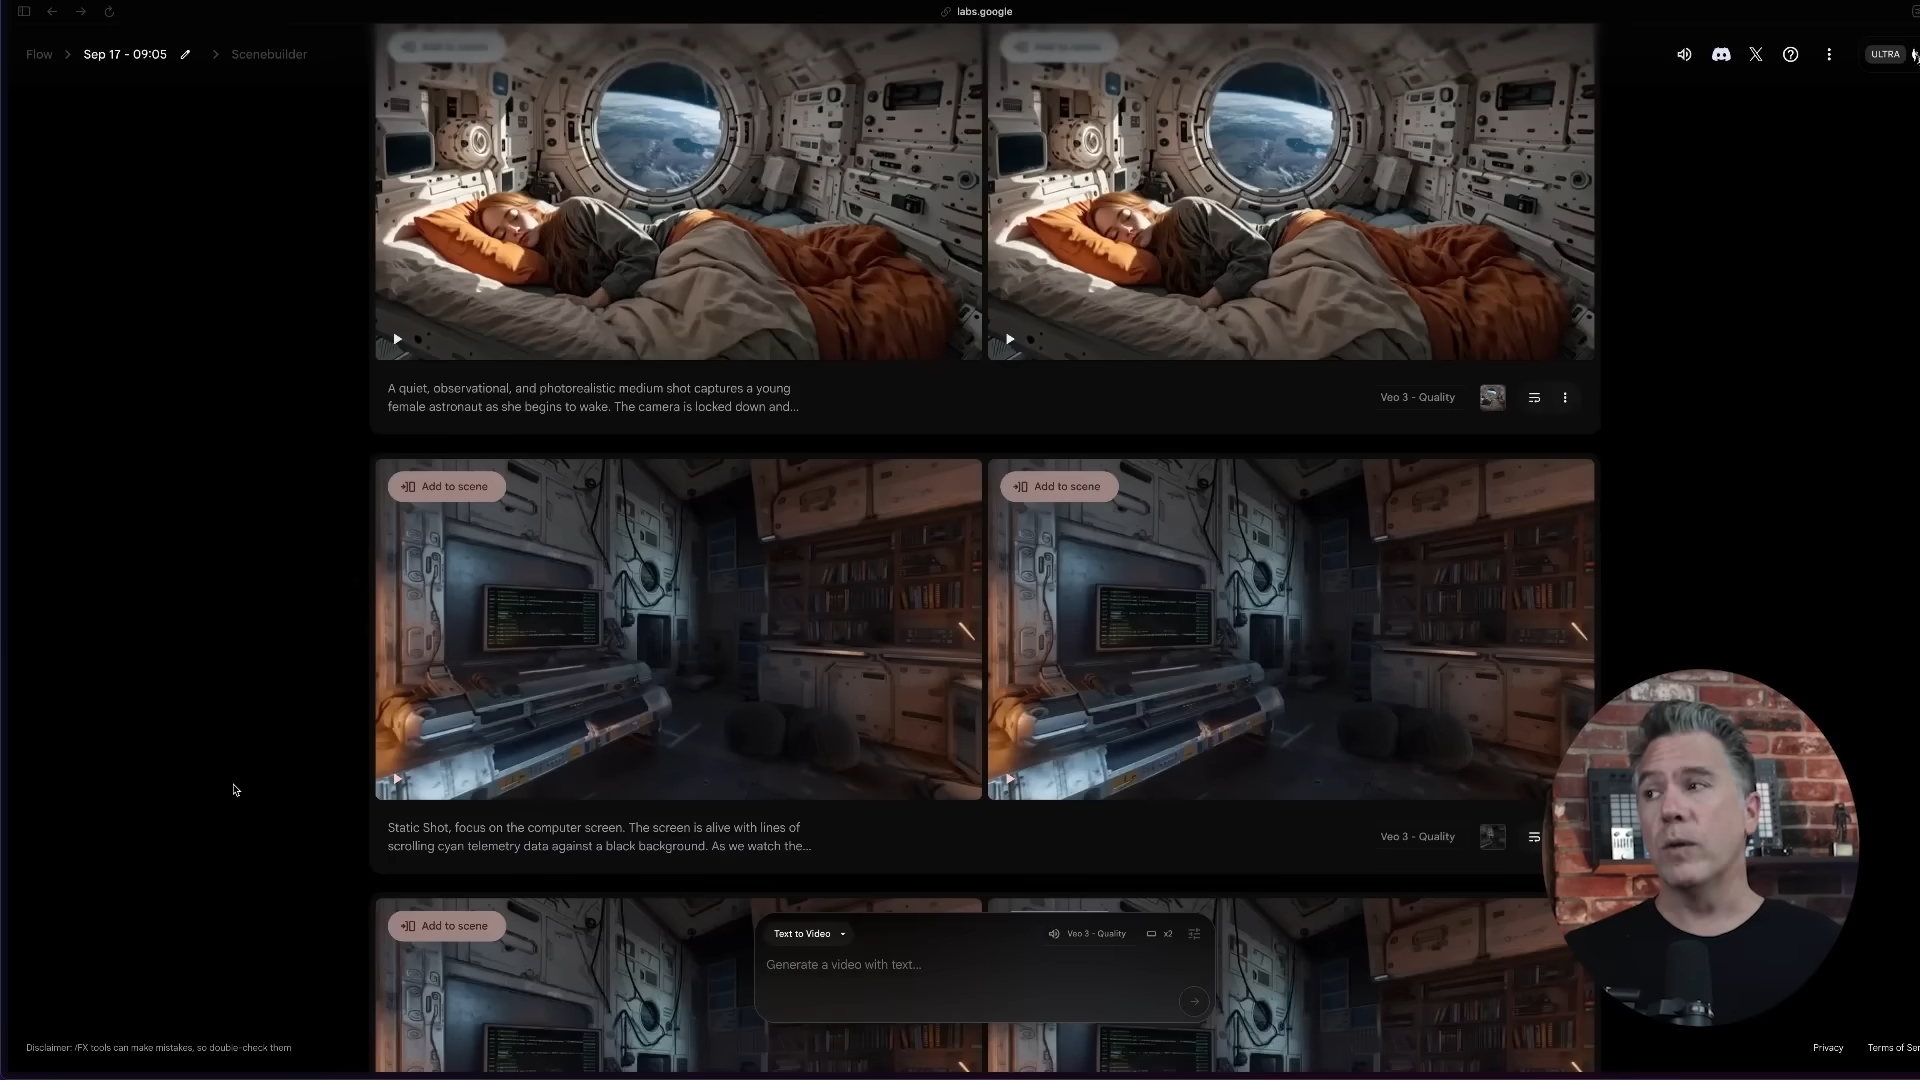 labs.google
Flow
Sep 17 - 09:05
Scenebuilder
ULTRA
A quiet, observational, and photorealistic medium shot captures a young
female astronaut as she begins to wake. The camera is locked down and...
Veo 3 - Quality
Add to scene
Add to scene
Static Shot, focus on the computer screen. The screen is alive with lines of
scrolling cyan telemetry data against a black background. As we watch the...
Veo 3 - Quality
Add to scene
Text to Video
Veo 3 - Quality
x2
Generate a video with text...
Disclaimer: /FX tools can make mistakes, so double-check them
Privacy
Terms of Ser